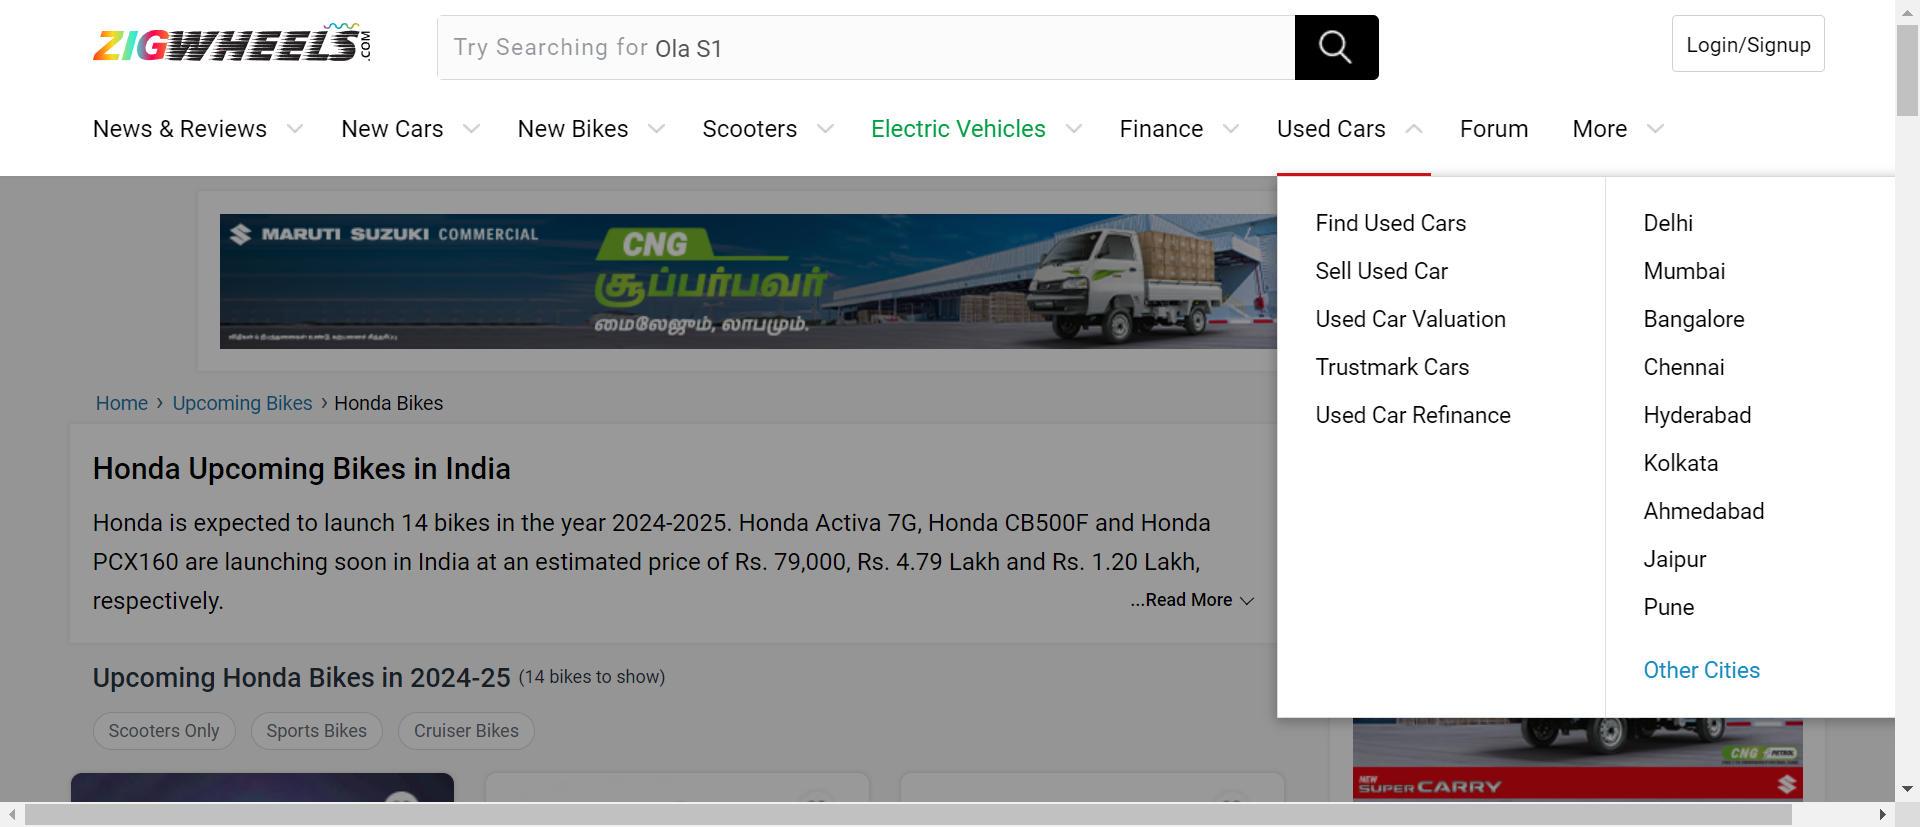 ZIGWHEELS.COM
Try Searching for Ola S1
Login/Signup
News & Reviews
New Cars
New Bikes
Scooters
Electric Vehicles
Finance
Used Cars
Forum
More
MARUTI SUZUKI COMMERCIAL
CNG
சூப்பர்பவர்
மைலேஜும், லாபமும்.
Find Used Cars
Sell Used Car
Used Car Valuation
Trustmark Cars
Used Car Refinance
Delhi
Mumbai
Bangalore
Chennai
Hyderabad
Kolkata
Ahmedabad
Jaipur
Pune
Other Cities
Home › Upcoming Bikes › Honda Bikes
Honda Upcoming Bikes in India
Honda is expected to launch 14 bikes in the year 2024-2025. Honda Activa 7G, Honda CB500F and Honda
PCX160 are launching soon in India at an estimated price of Rs. 79,000, Rs. 4.79 Lakh and Rs. 1.20 Lakh,
respectively.
...Read More
Upcoming Honda Bikes in 2024-25 (14 bikes to show)
Scooters Only
Sports Bikes
Cruiser Bikes
CNG PETROL
NEW
SUPER CARRY